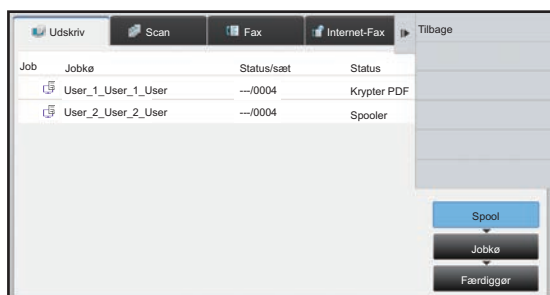 Udskriv Scan Fax Internet-Fax Tilbage
Job Jobkø Status/sæt Status
User_1_User_1_User ---/0004 Krypter PDF
User_2_User_2_User ---/0004 Spooler
Spool
Jobkø
Færdiggør